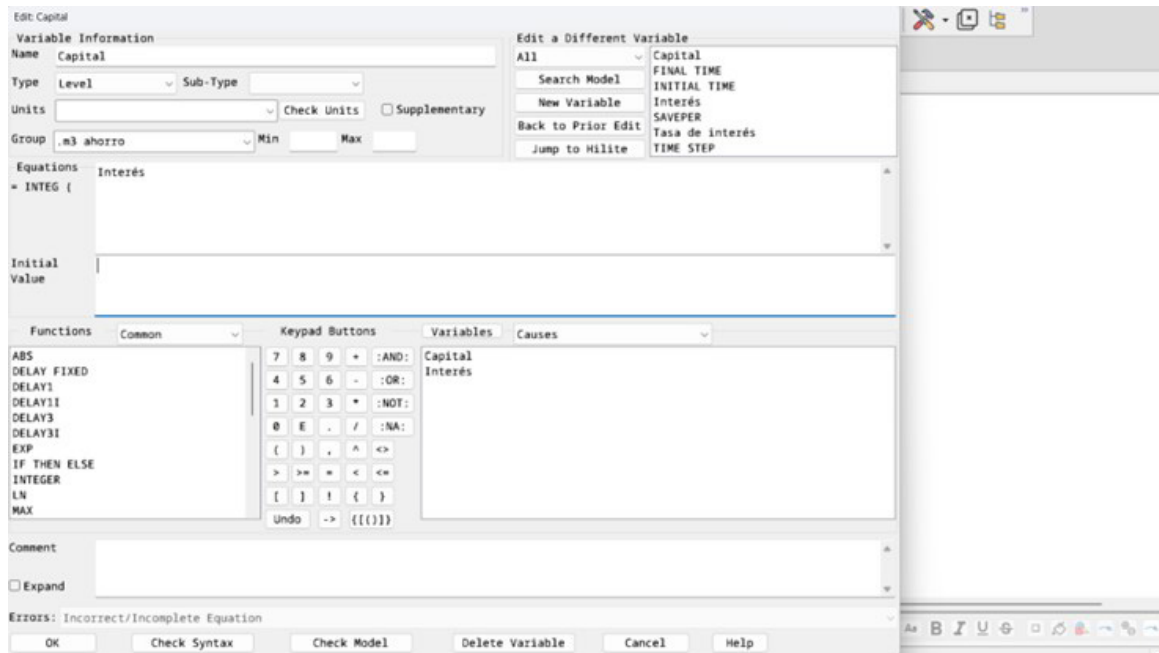 Edit: Capital
Variable Information
Name Capital
Type Level Sub-Type
Units Check Units Supplementary
Group .m3 ahorro Min Max
Edit a Different Variable
All
Search Model
New Variable
Back to Prior Edit
Jump to Hilite
Capital
FINAL TIME
INITIAL TIME
Interés
SAVEPER
Tasa de interés
TIME STEP
Equations
= INTEG (
Interés
Initial
Value
Functions Common
ABS
DELAY FIXED
DELAY1
DELAY1I
DELAY3
DELAY3I
EXP
IF THEN ELSE
INTEGER
LN
MAX
Keypad Buttons
7 8 9 + :AND:
4 5 6 - :OR:
1 2 3 * :NOT:
0 E . / :NA:
( ) , ^ <>
> >= = < <=
[ ] ! { }
Undo -> {[()]}
Variables Causes
Capital
Interés
Comment
Expand
Errors: Incorrect/Incomplete Equation
OK Check Syntax Check Model Delete Variable Cancel Help
Aa B I U S